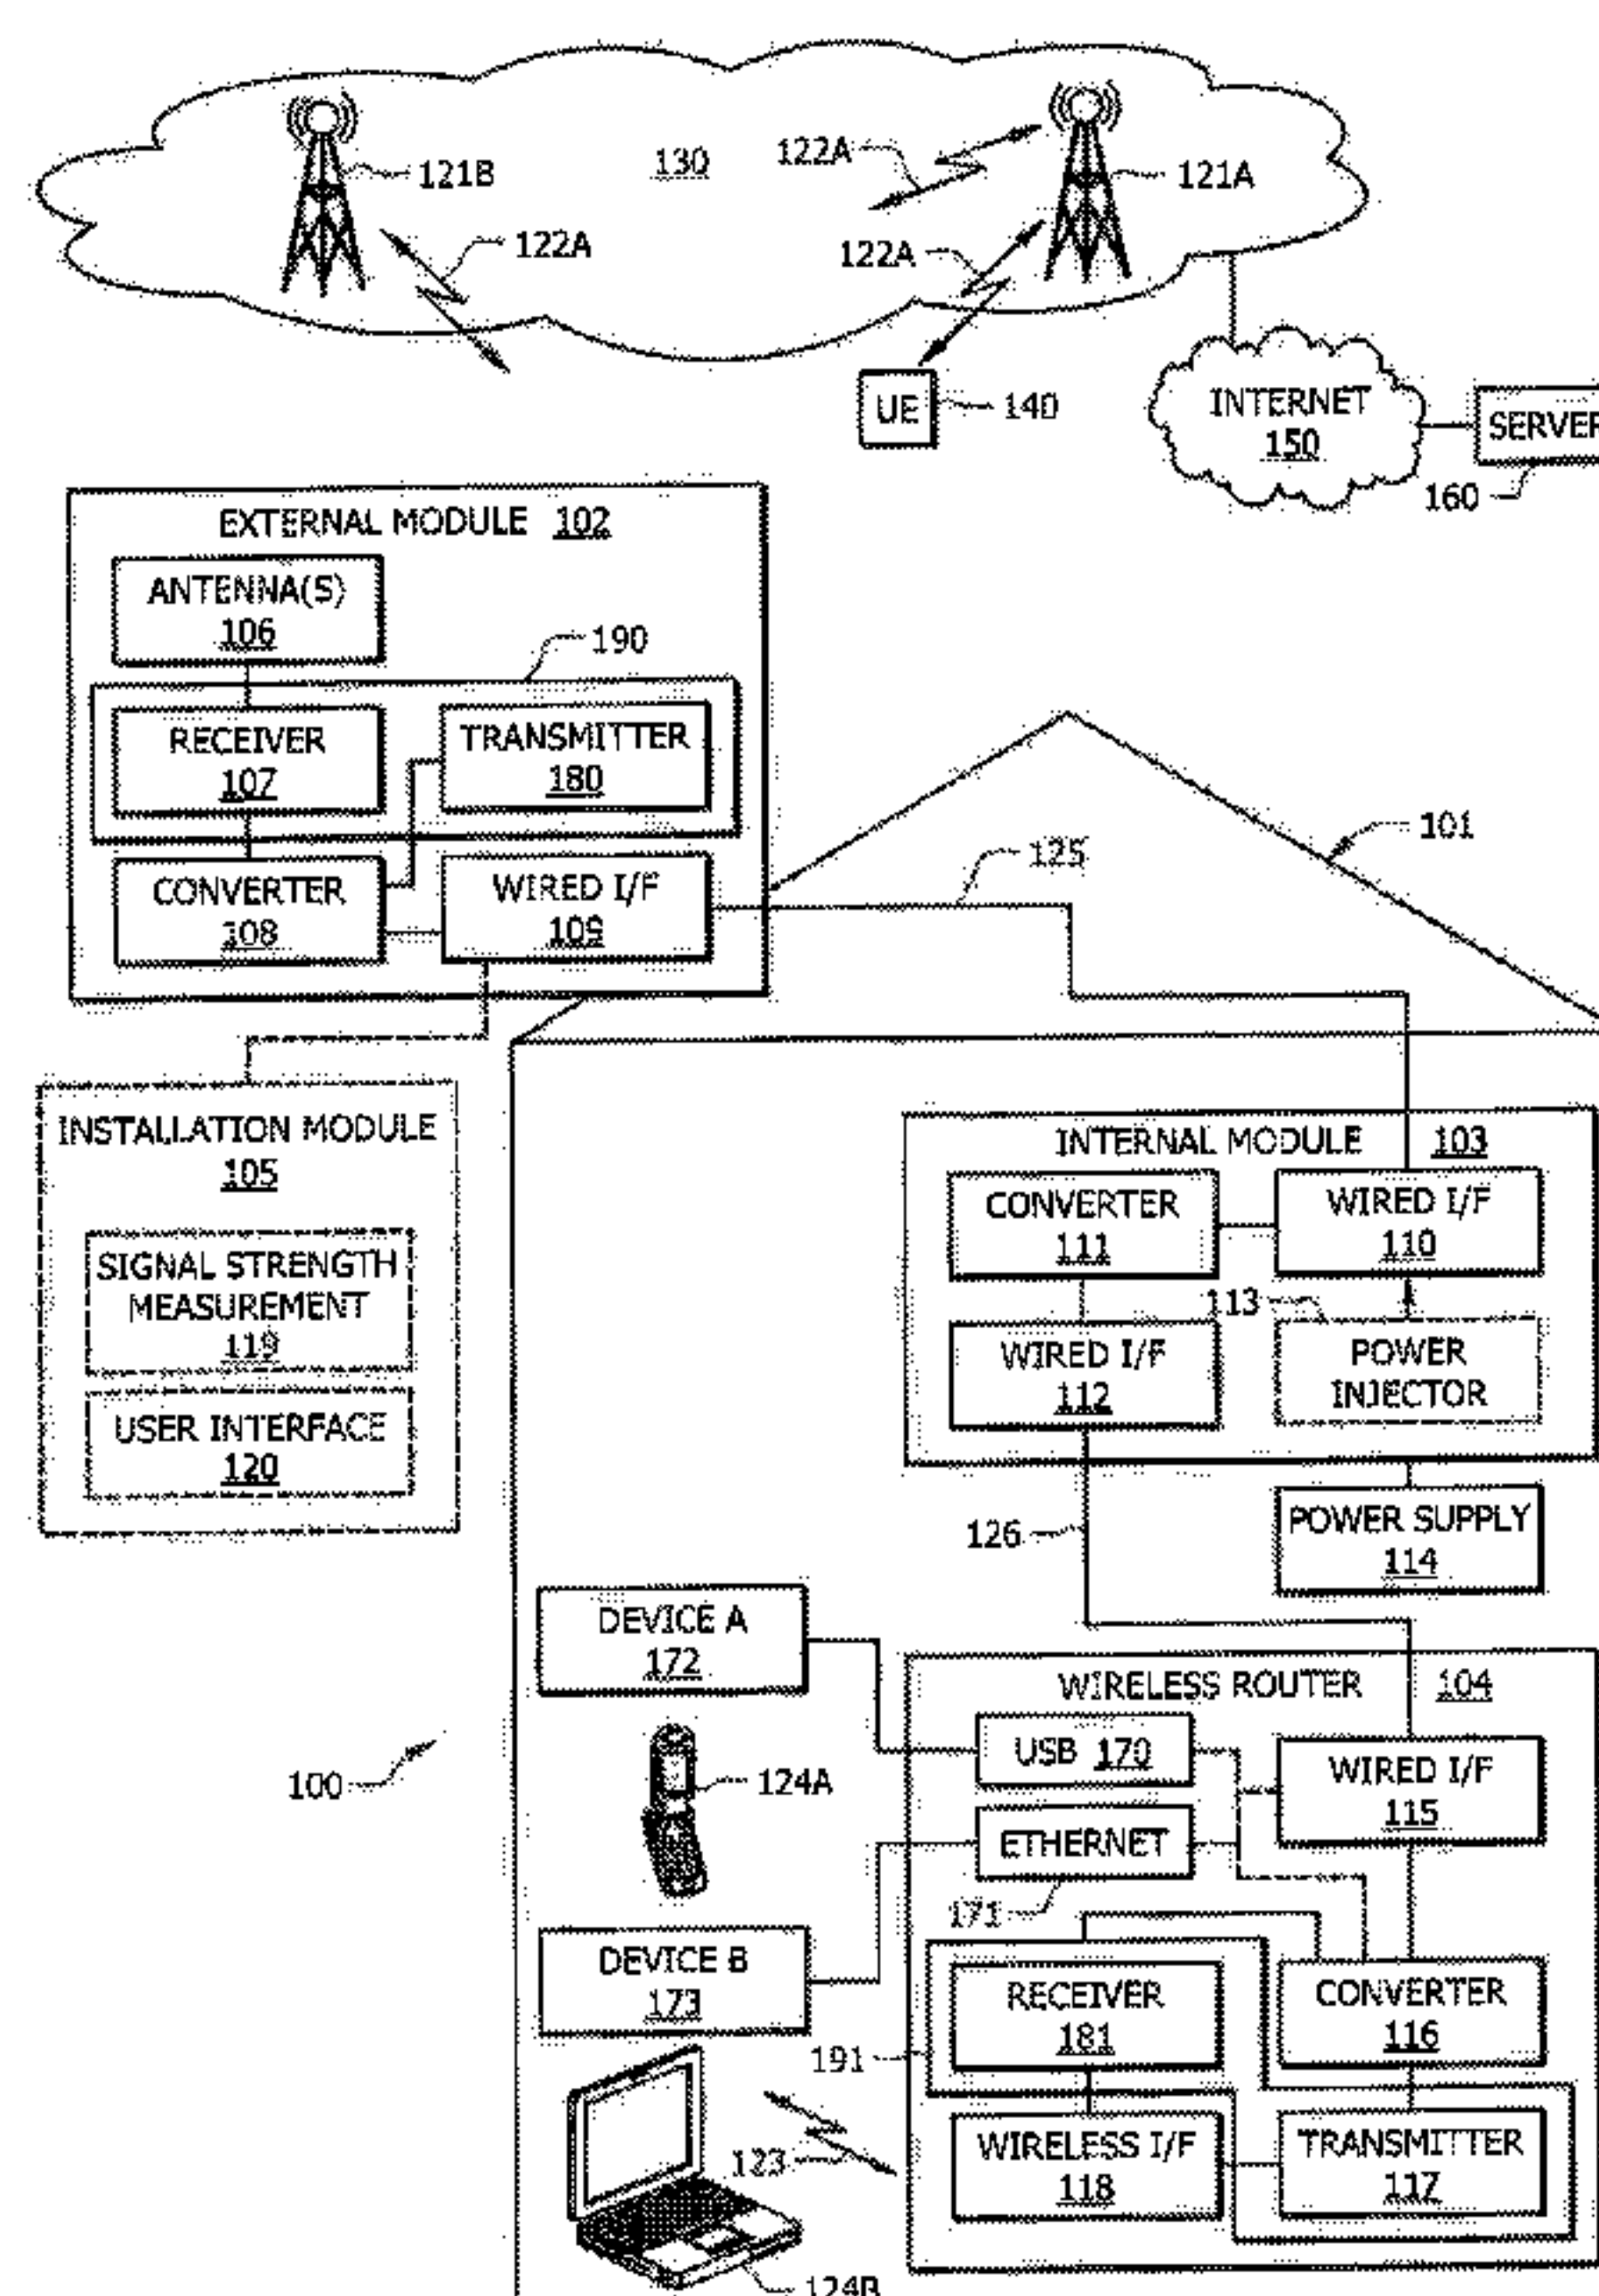 130
122A
121B
121A
122A
122A
UE
140
INTERNET
150
SERVER
160
EXTERNAL MODULE 102
ANTENNA(S)
106
190
RECEIVER
107
TRANSMITTER
180
CONVERTER
108
WIRED I/F
109
125
101
INSTALLATION MODULE
105
SIGNAL STRENGTH
MEASUREMENT
119
USER INTERFACE
120
INTERNAL MODULE 103
CONVERTER
111
WIRED I/F
110
113
WIRED I/F
112
POWER
INJECTOR
126
POWER SUPPLY
114
DEVICE A
172
WIRELESS ROUTER 104
USB 170
WIRED I/F
115
100
124A
ETHERNET
171
DEVICE B
173
RECEIVER
181
CONVERTER
116
191
123
WIRELESS I/F
118
TRANSMITTER
117
124B